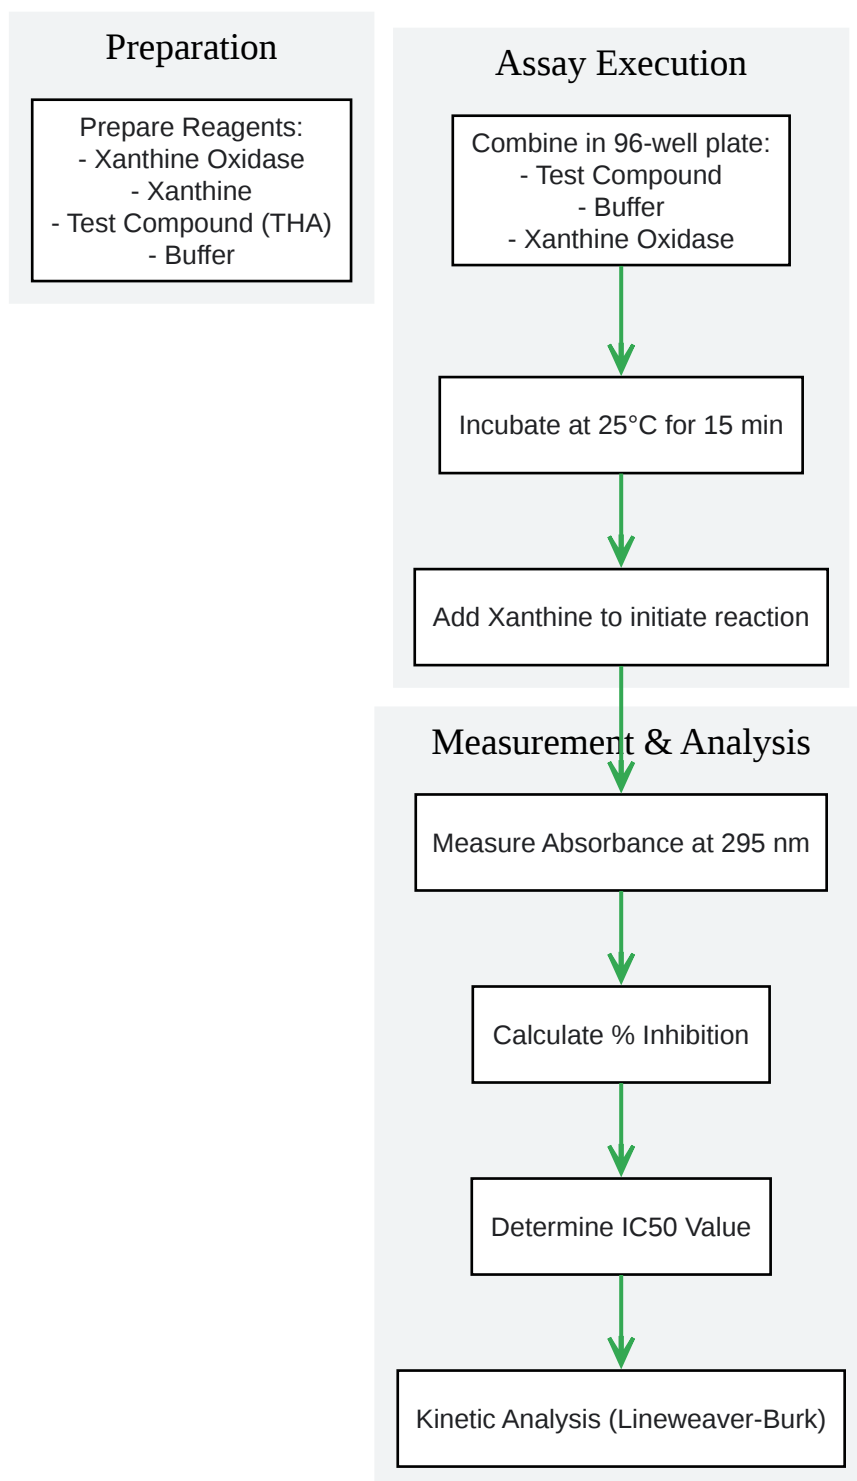 Preparation
Prepare Reagents:
- Xanthine Oxidase
- Xanthine
- Test Compound (THA)
- Buffer
Assay Execution
Combine in 96-well plate:
- Test Compound
- Buffer
- Xanthine Oxidase
Incubate at 25°C for 15 min
Add Xanthine to initiate reaction
Measurement & Analysis
Measure Absorbance at 295 nm
Calculate % Inhibition
Determine IC50 Value
Kinetic Analysis (Lineweaver-Burk)